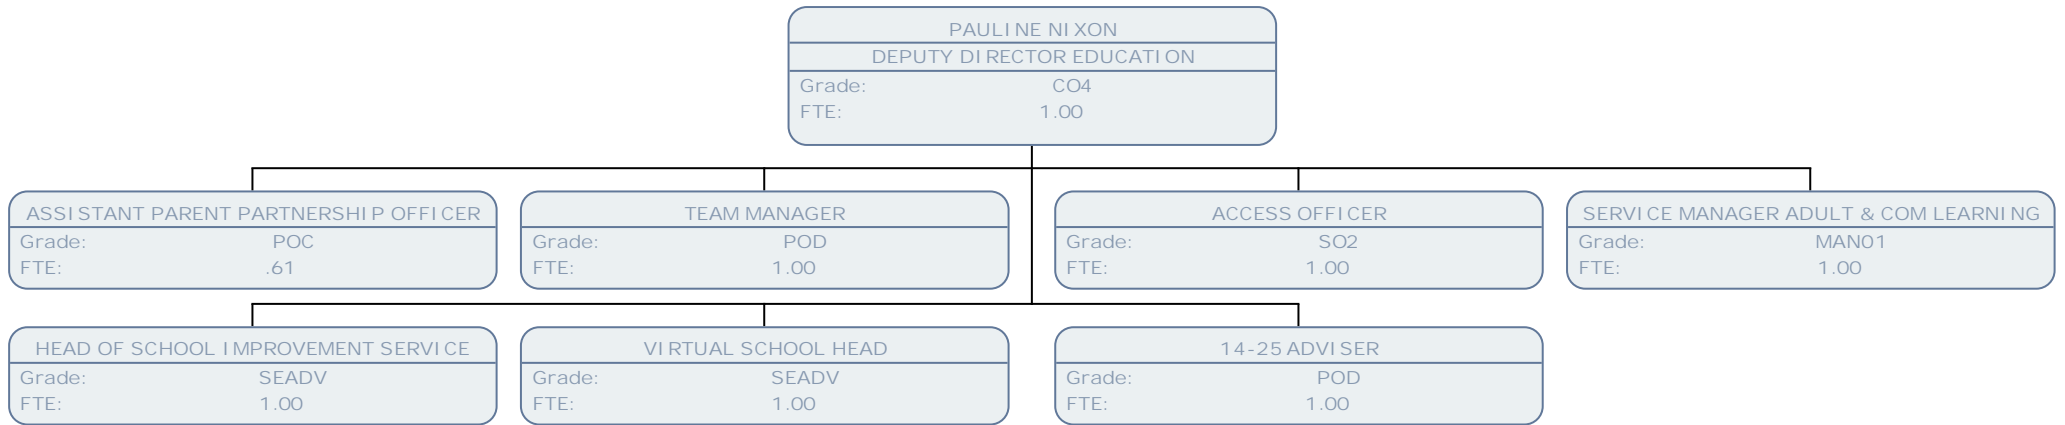 PAULINE NIXON
DEPUTY DIRECTOR EDUCATION
Grade: CO4
FTE: 1.00
ASSISTANT PARENT PARTNERSHIP OFFICER
Grade: POC
FTE: .61
TEAM MANAGER
Grade: POD
FTE: 1.00
ACCESS OFFICER
Grade: SO2
FTE: 1.00
SERVICE MANAGER ADULT & COM LEARNING
Grade: MAN01
FTE: 1.00
HEAD OF SCHOOL IMPROVEMENT SERVICE
Grade: SEADV
FTE: 1.00
VIRTUAL SCHOOL HEAD
Grade: SEADV
FTE: 1.00
14-25 ADVISER
Grade: POD
FTE: 1.00